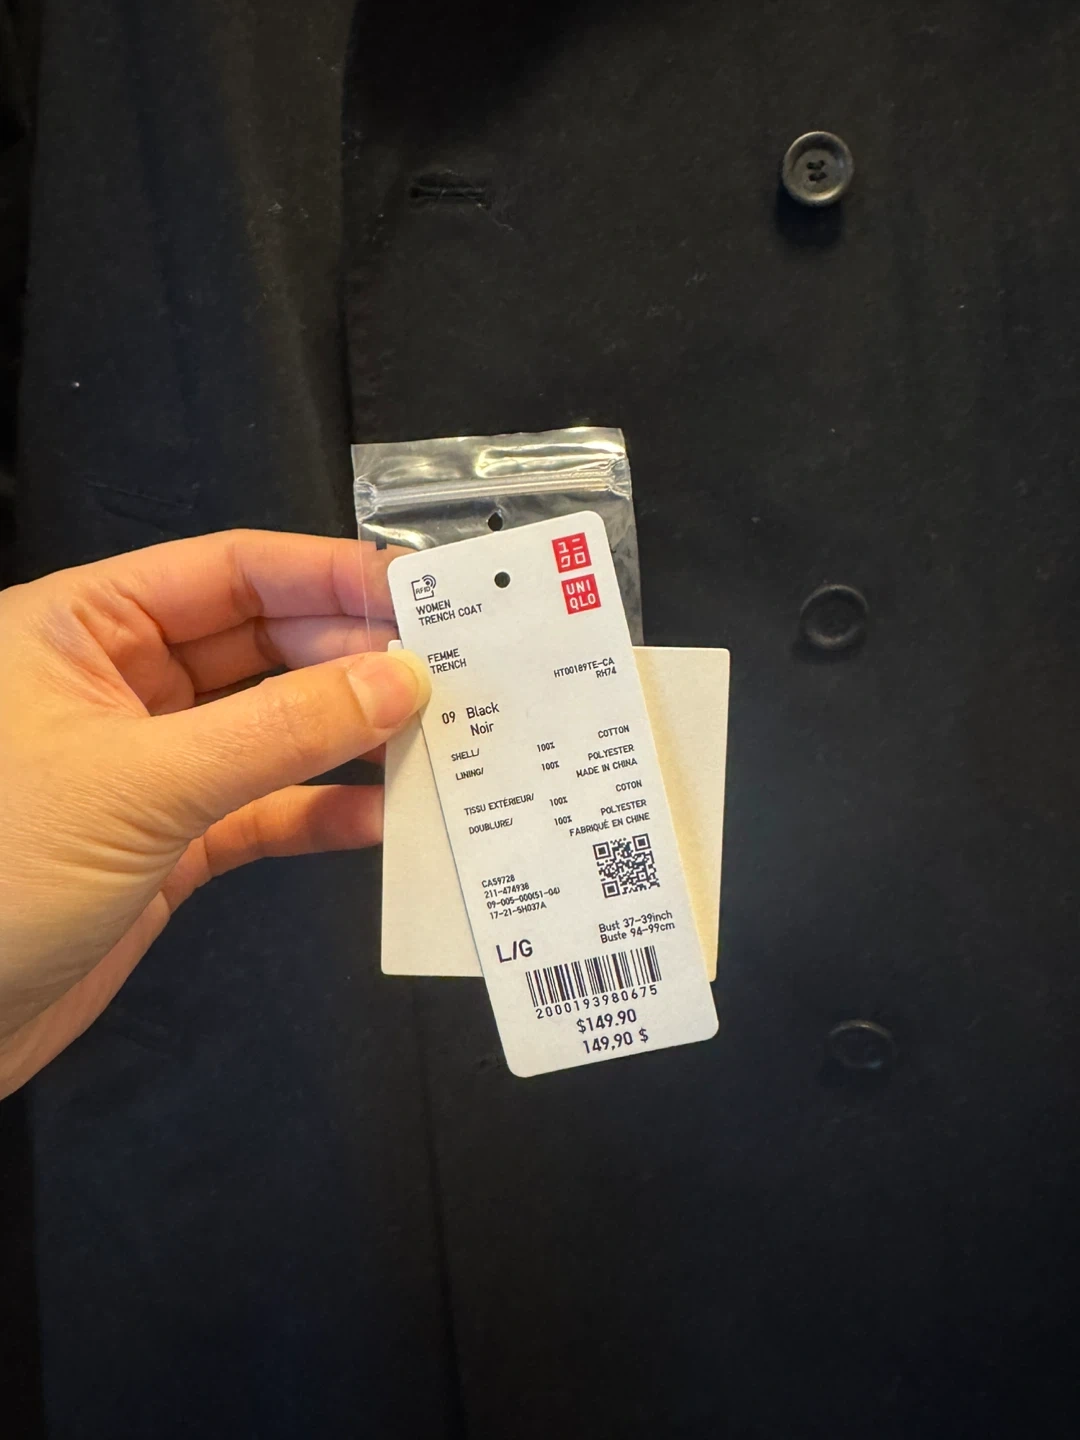 ユニ
クロ
UNI
QLO
RFID
WOMEN
TRENCH COAT
FEMME
TRENCH
HT00189TE-CA
RH74
09 Black
Noir
SHELL/ 100% COTTON
LINING/ 100% POLYESTER
MADE IN CHINA
TISSU EXTÉRIEUR/ 100% COTON
DOUBLURE/ 100% POLYESTER
FABRIQUÉ EN CHINE
CA59728
211-474938
09-005-000(51-04)
17-21-5H037A
L/G
Bust 37-39inch
Buste 94-99cm
2000193980675
$149.90
149,90 $